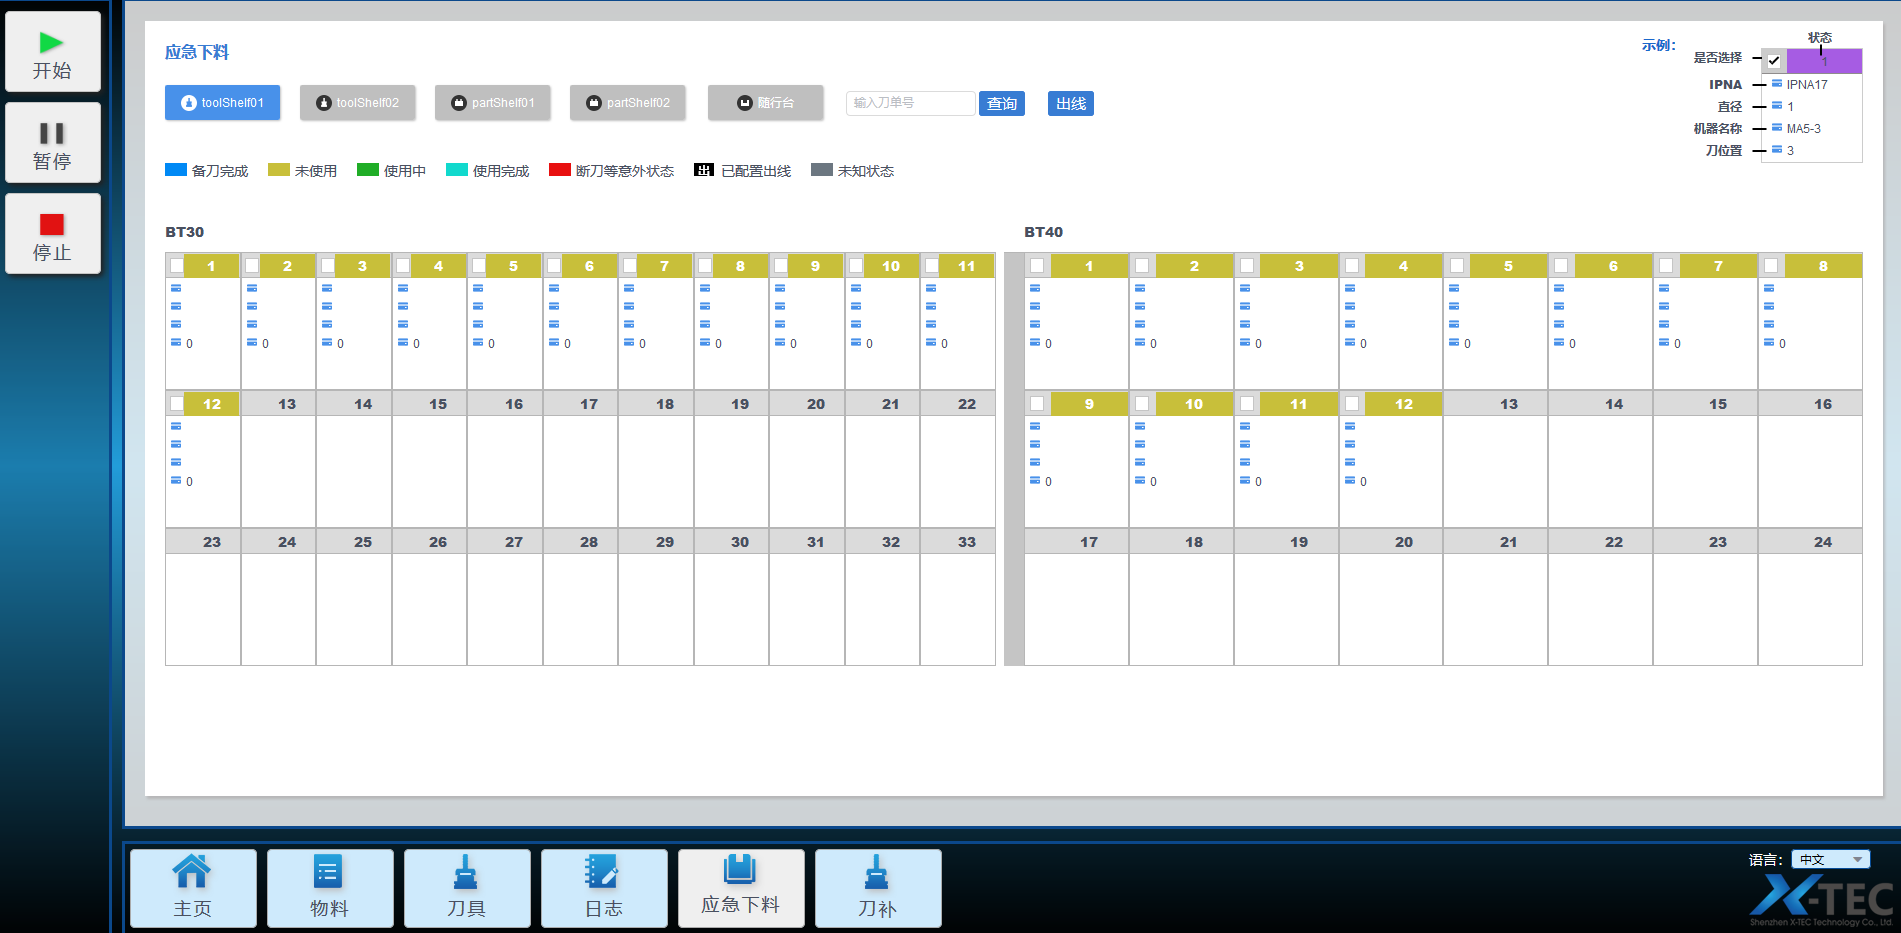 开始
暂停
停止
应急下料
toolShelf01
toolShelf02
partShelf01
partShelf02
随行台
输入刀单号
查询
出线
示例：
状态
是否选择
1
IPNA
IPNA17
直径
1
机器名称
MA5-3
刀位置
3
备刀完成
未使用
使用中
使用完成
断刀等意外状态
出
已配置出线
未知状态
BT30
1 2 3 4 5 6 7 8 9 10 11
0 0 0 0 0 0 0 0 0 0 0
12 13 14 15 16 17 18 19 20 21 22
0
23 24 25 26 27 28 29 30 31 32 33
BT40
1 2 3 4 5 6 7 8
0 0 0 0 0 0 0 0
9 10 11 12 13 14 15 16
0 0 0 0
17 18 19 20 21 22 23 24
主页
物料
刀具
日志
应急下料
刀补
语言：
中文
X-TEC
Shenzhen X-TEC Technology Co., Ltd